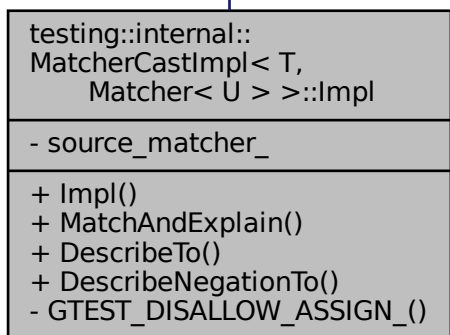 testing::internal::
MatcherCastImpl< T,
Matcher< U > >::Impl
- source_matcher_
+ Impl()
+ MatchAndExplain()
+ DescribeTo()
+ DescribeNegationTo()
- GTEST_DISALLOW_ASSIGN_()